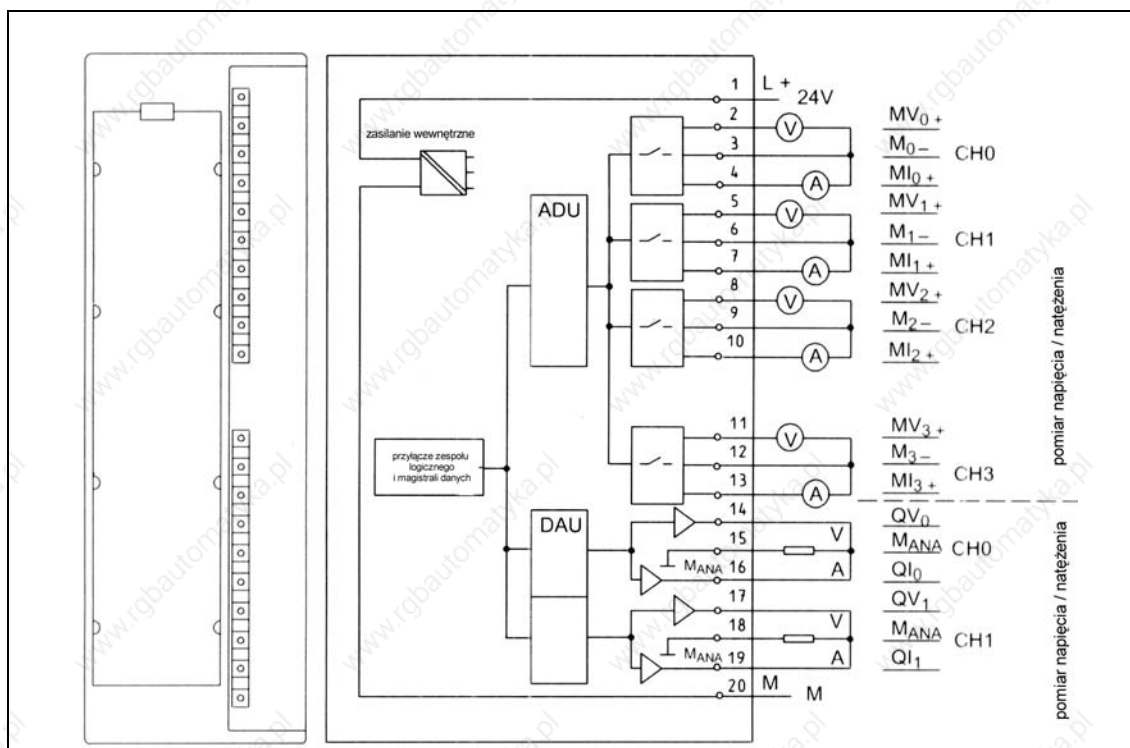 1 L +
24V
zasilanie wewnętrzne
2 V MV0 +
3 M0 – CH0
4 A MI0 +
ADU
5 V MV1 +
6 M1 – CH1
7 A MI1 +
8 V MV2 +
9 M2 – CH2
10 A MI2 +
pomiar napięcia / natężenia
11 V MV3 +
12 M3 –
13 A MI3 + CH3
przyłącze zespołu
logicznego
i magistrali danych
DAU
14 QV0
V
15 MANA CH0
MANA 16 A QI0
17 QV1
V
18 MANA CH1
MANA 19 A QI1
20 M
M
pomiar napięcia / natężenia
www.rgbautomatyka.pl